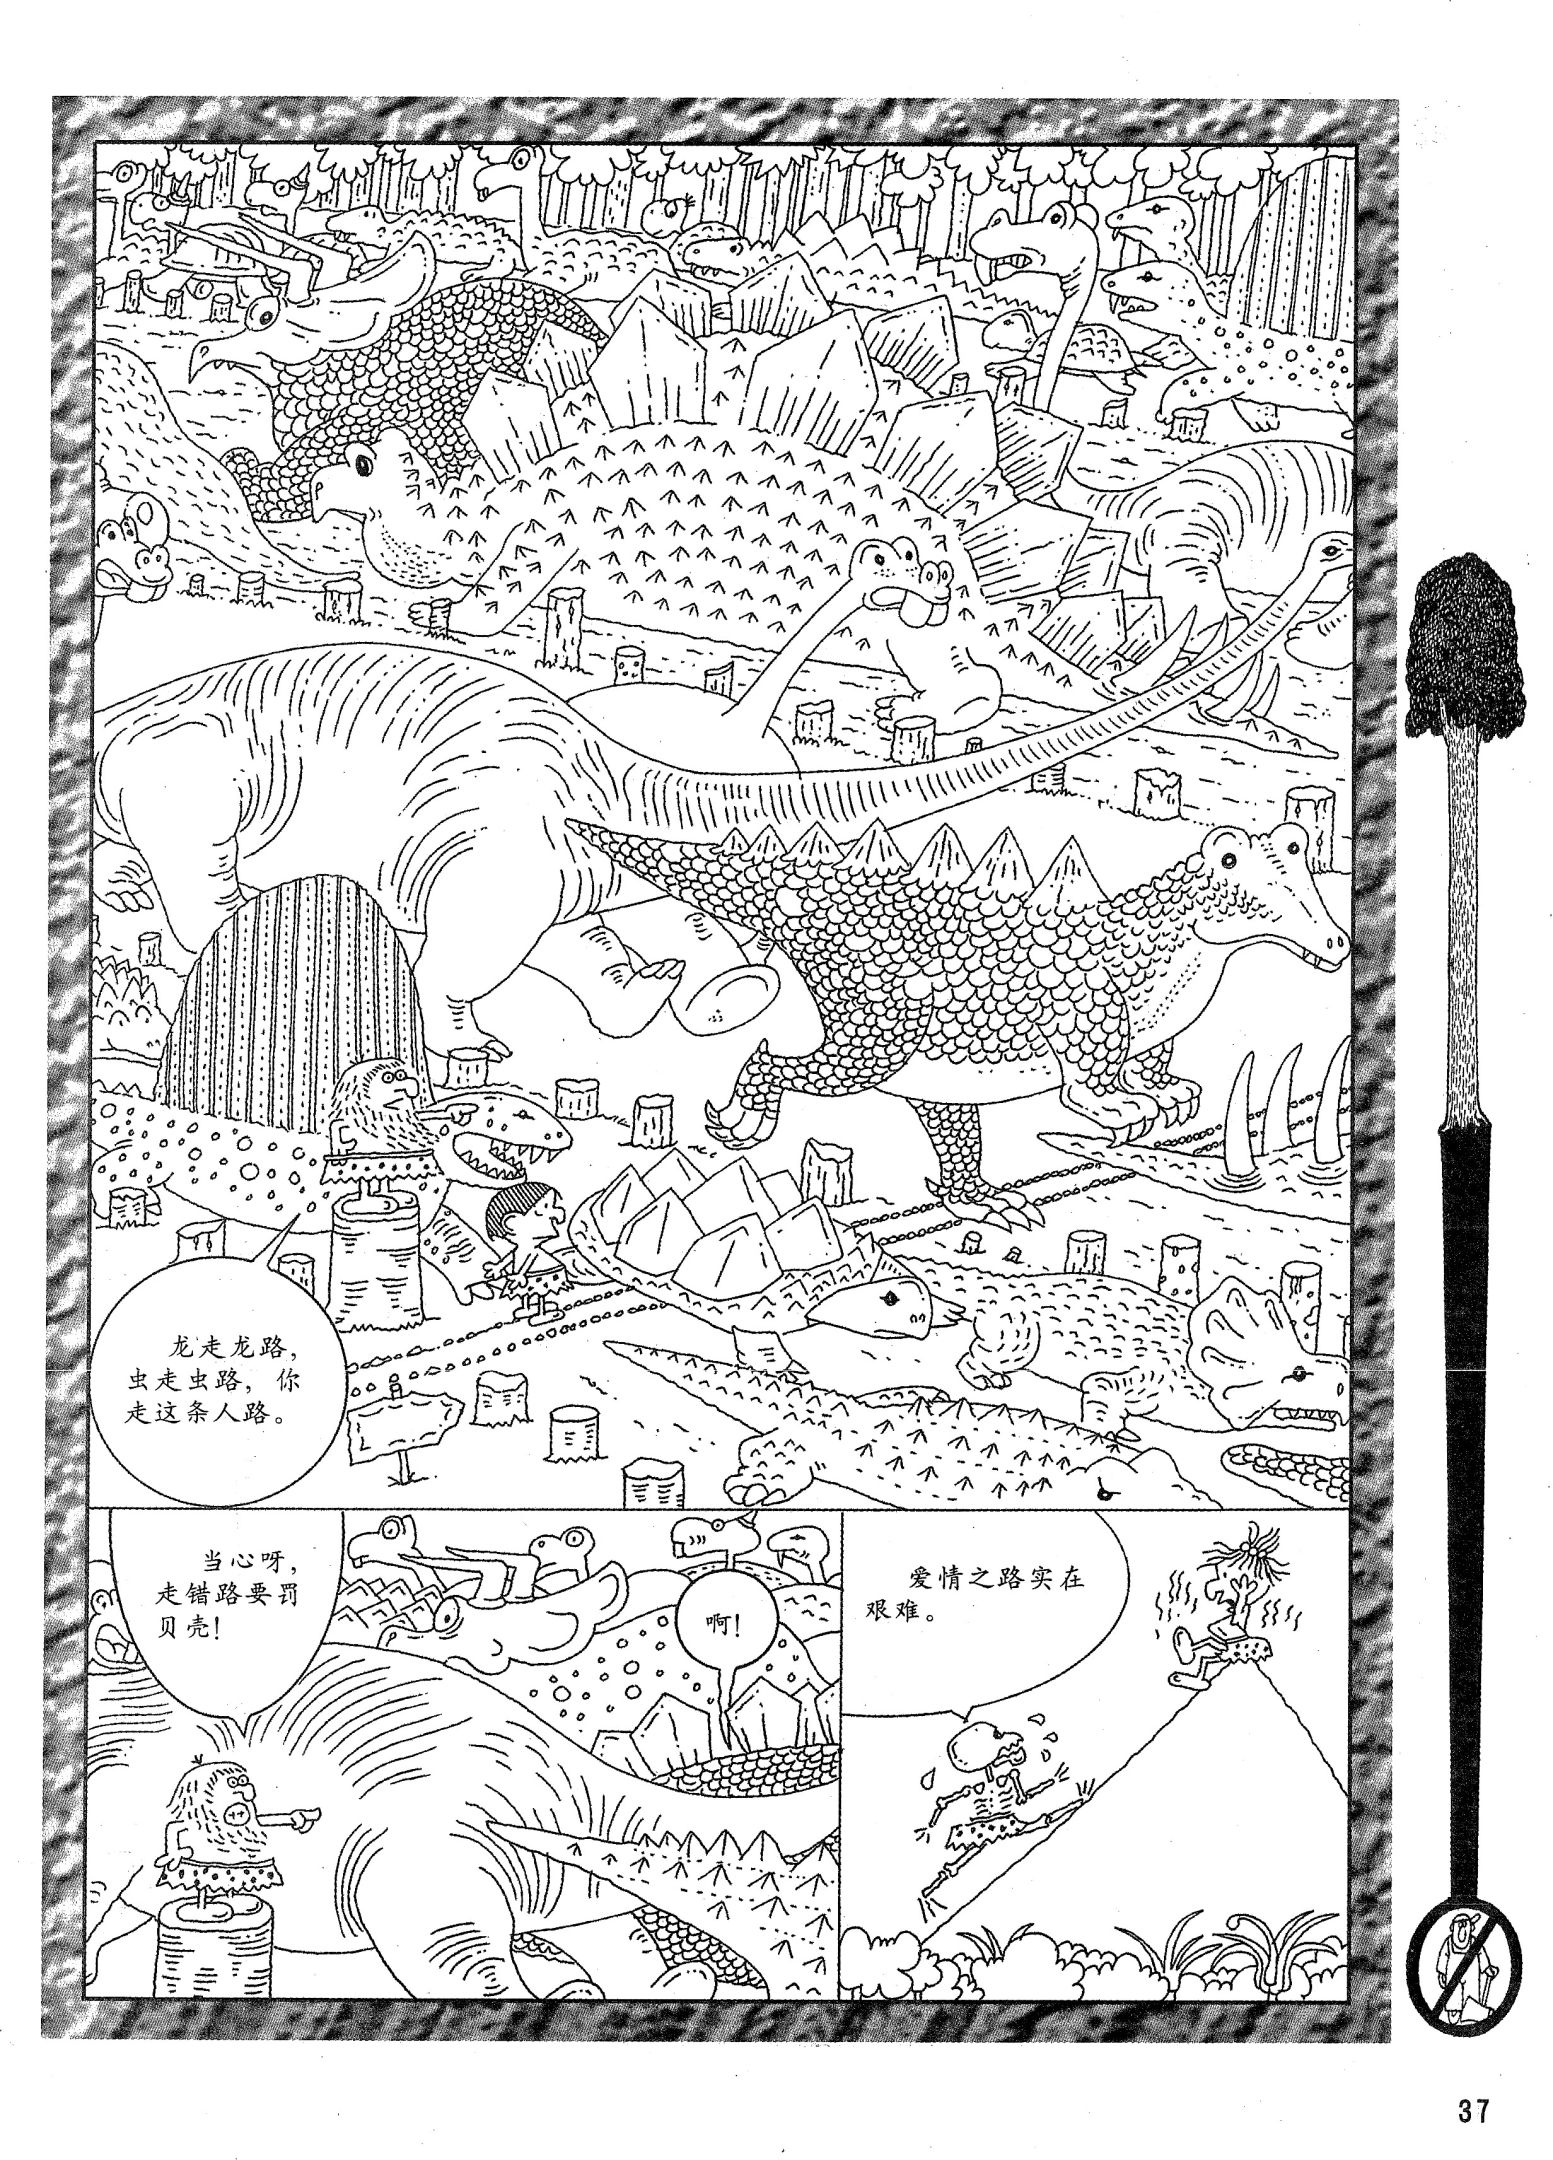 龙走龙路，
虫走虫路，你
走这条人路。
当心呀，
走错路要罚
贝壳！
啊！
爱情之路实在
艰难。
37